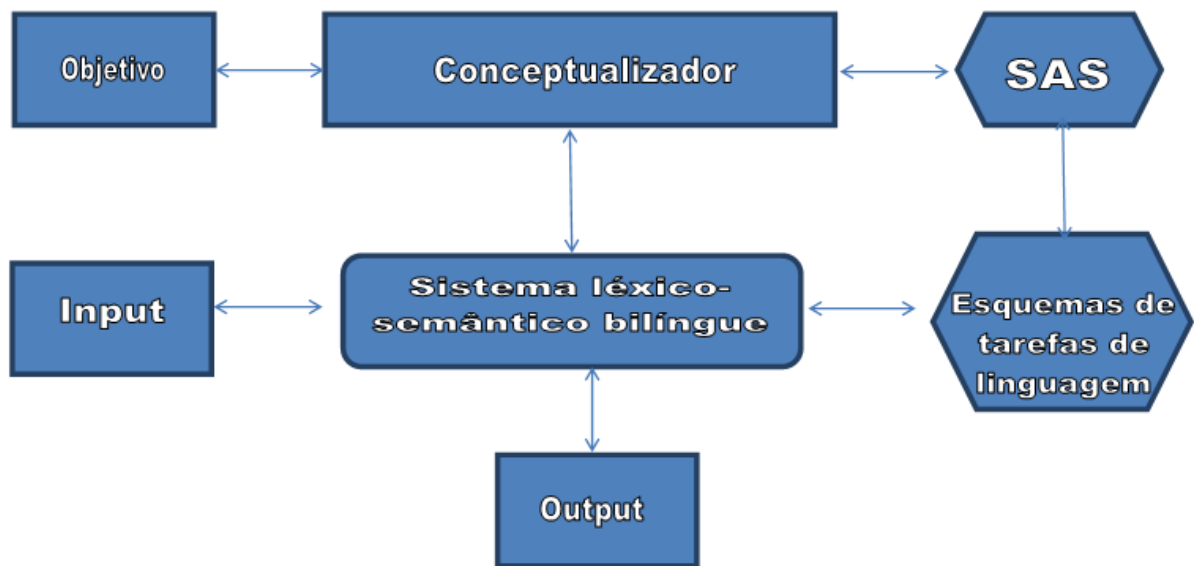 Objetivo
Conceptualizador
SAS
Input
Sistema léxico-
semântico bilíngue
Esquemas de
tarefas de
linguagem
Output